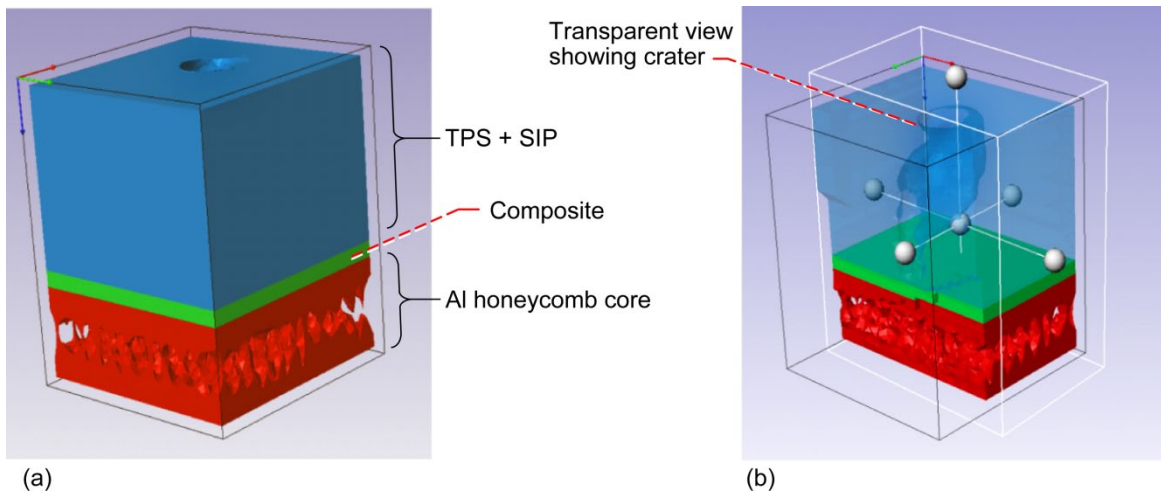 Transparent view
showing crater
TPS + SIP
Composite
Al honeycomb core
(a)
(b)